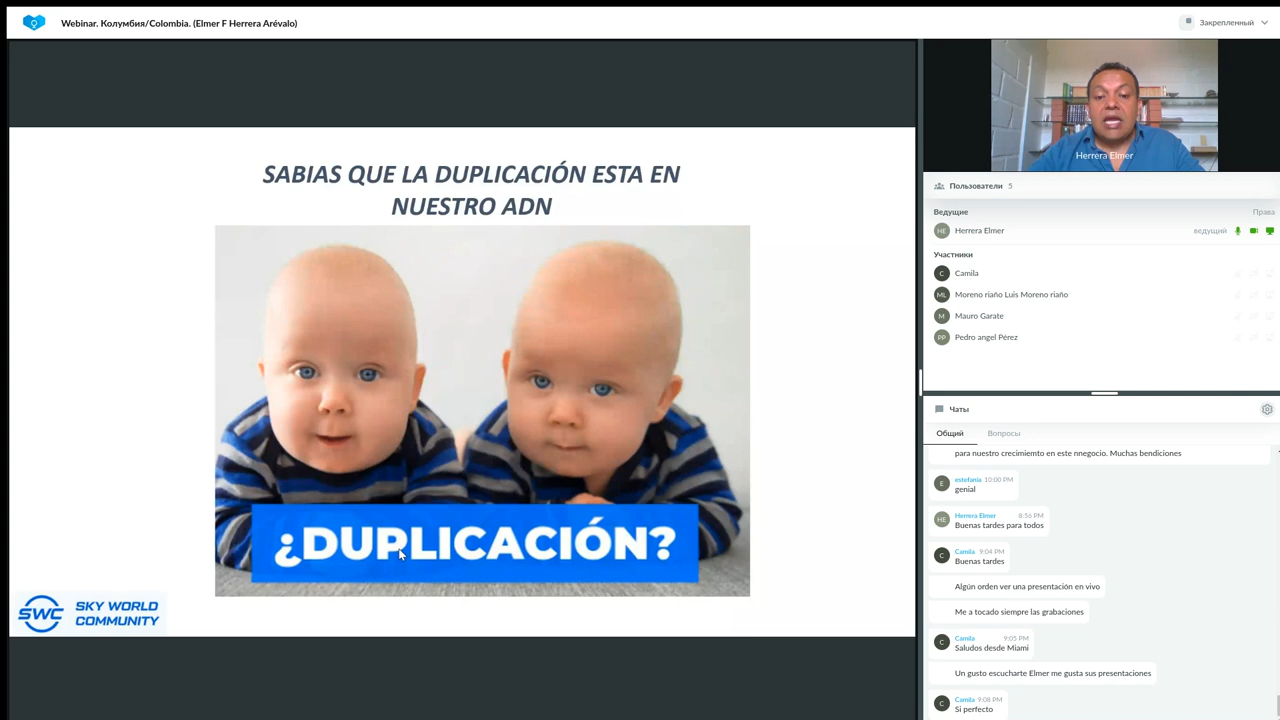 Webinar. Колумбия/Colombia. (Elmer F Herrera Arévalo)
Закрепленный
SABIAS QUE LA DUPLICACIÓN ESTA EN
NUESTRO ADN
¿DUPLICACIÓN?
SWC
SKY WORLD
COMMUNITY
Herrera Elmer
Пользователи 5
Ведущие
Права
HE
Herrera Elmer
ведущий
Участники
C
Camila
ML
Moreno riaño Luis Moreno riaño
M
Mauro Garate
PP
Pedro angel Pérez
Чаты
Общий
Вопросы
para nuestro crecimiemto en este nnegocio. Muchas bendiciones
E
estefania 10:00 PM
genial
HE
Herrera Elmer 8:56 PM
Buenas tardes para todos
C
Camila 9:04 PM
Buenas tardes
Algún orden ver una presentación en vivo
Me a tocado siempre las grabaciones
C
Camila 9:05 PM
Saludos desde Miami
Un gusto escucharte Elmer me gusta sus presentaciones
C
Camila 9:08 PM
Si perfecto